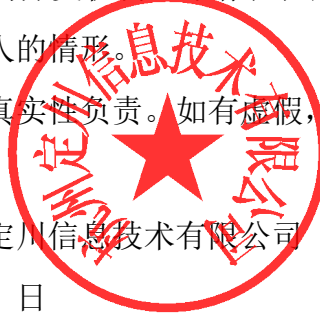 人的情形。
真实性负责。如有虚假，
定川信息技术有限公司
日
杭州定川信息技术有限公司